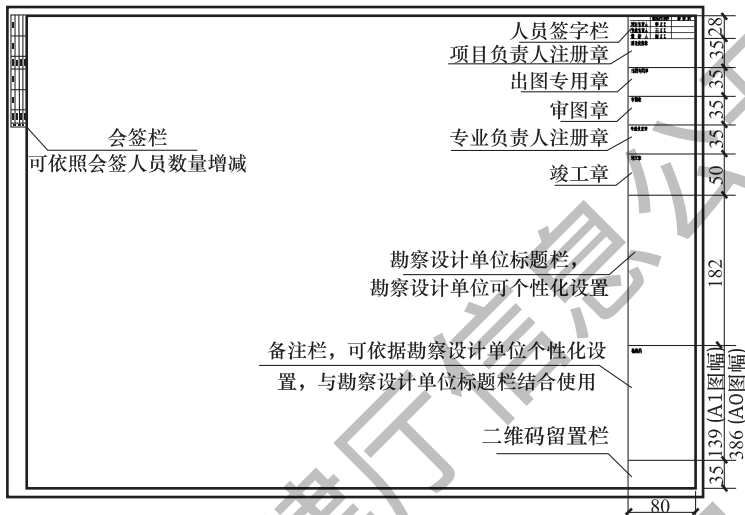 人员签字栏
项目负责人注册章
出图专用章
审图章
专业负责人注册章
竣工章
会签栏
可依照会签人员数量增减
勘察设计单位标题栏，
勘察设计单位可个性化设置
备注栏，可依据勘察设计单位个性化设
置，与勘察设计单位标题栏结合使用
二维码留置栏
28
35
35
35
35
50
182
139 (A1图幅)
386 (A0图幅)
35
80
建厅信息公